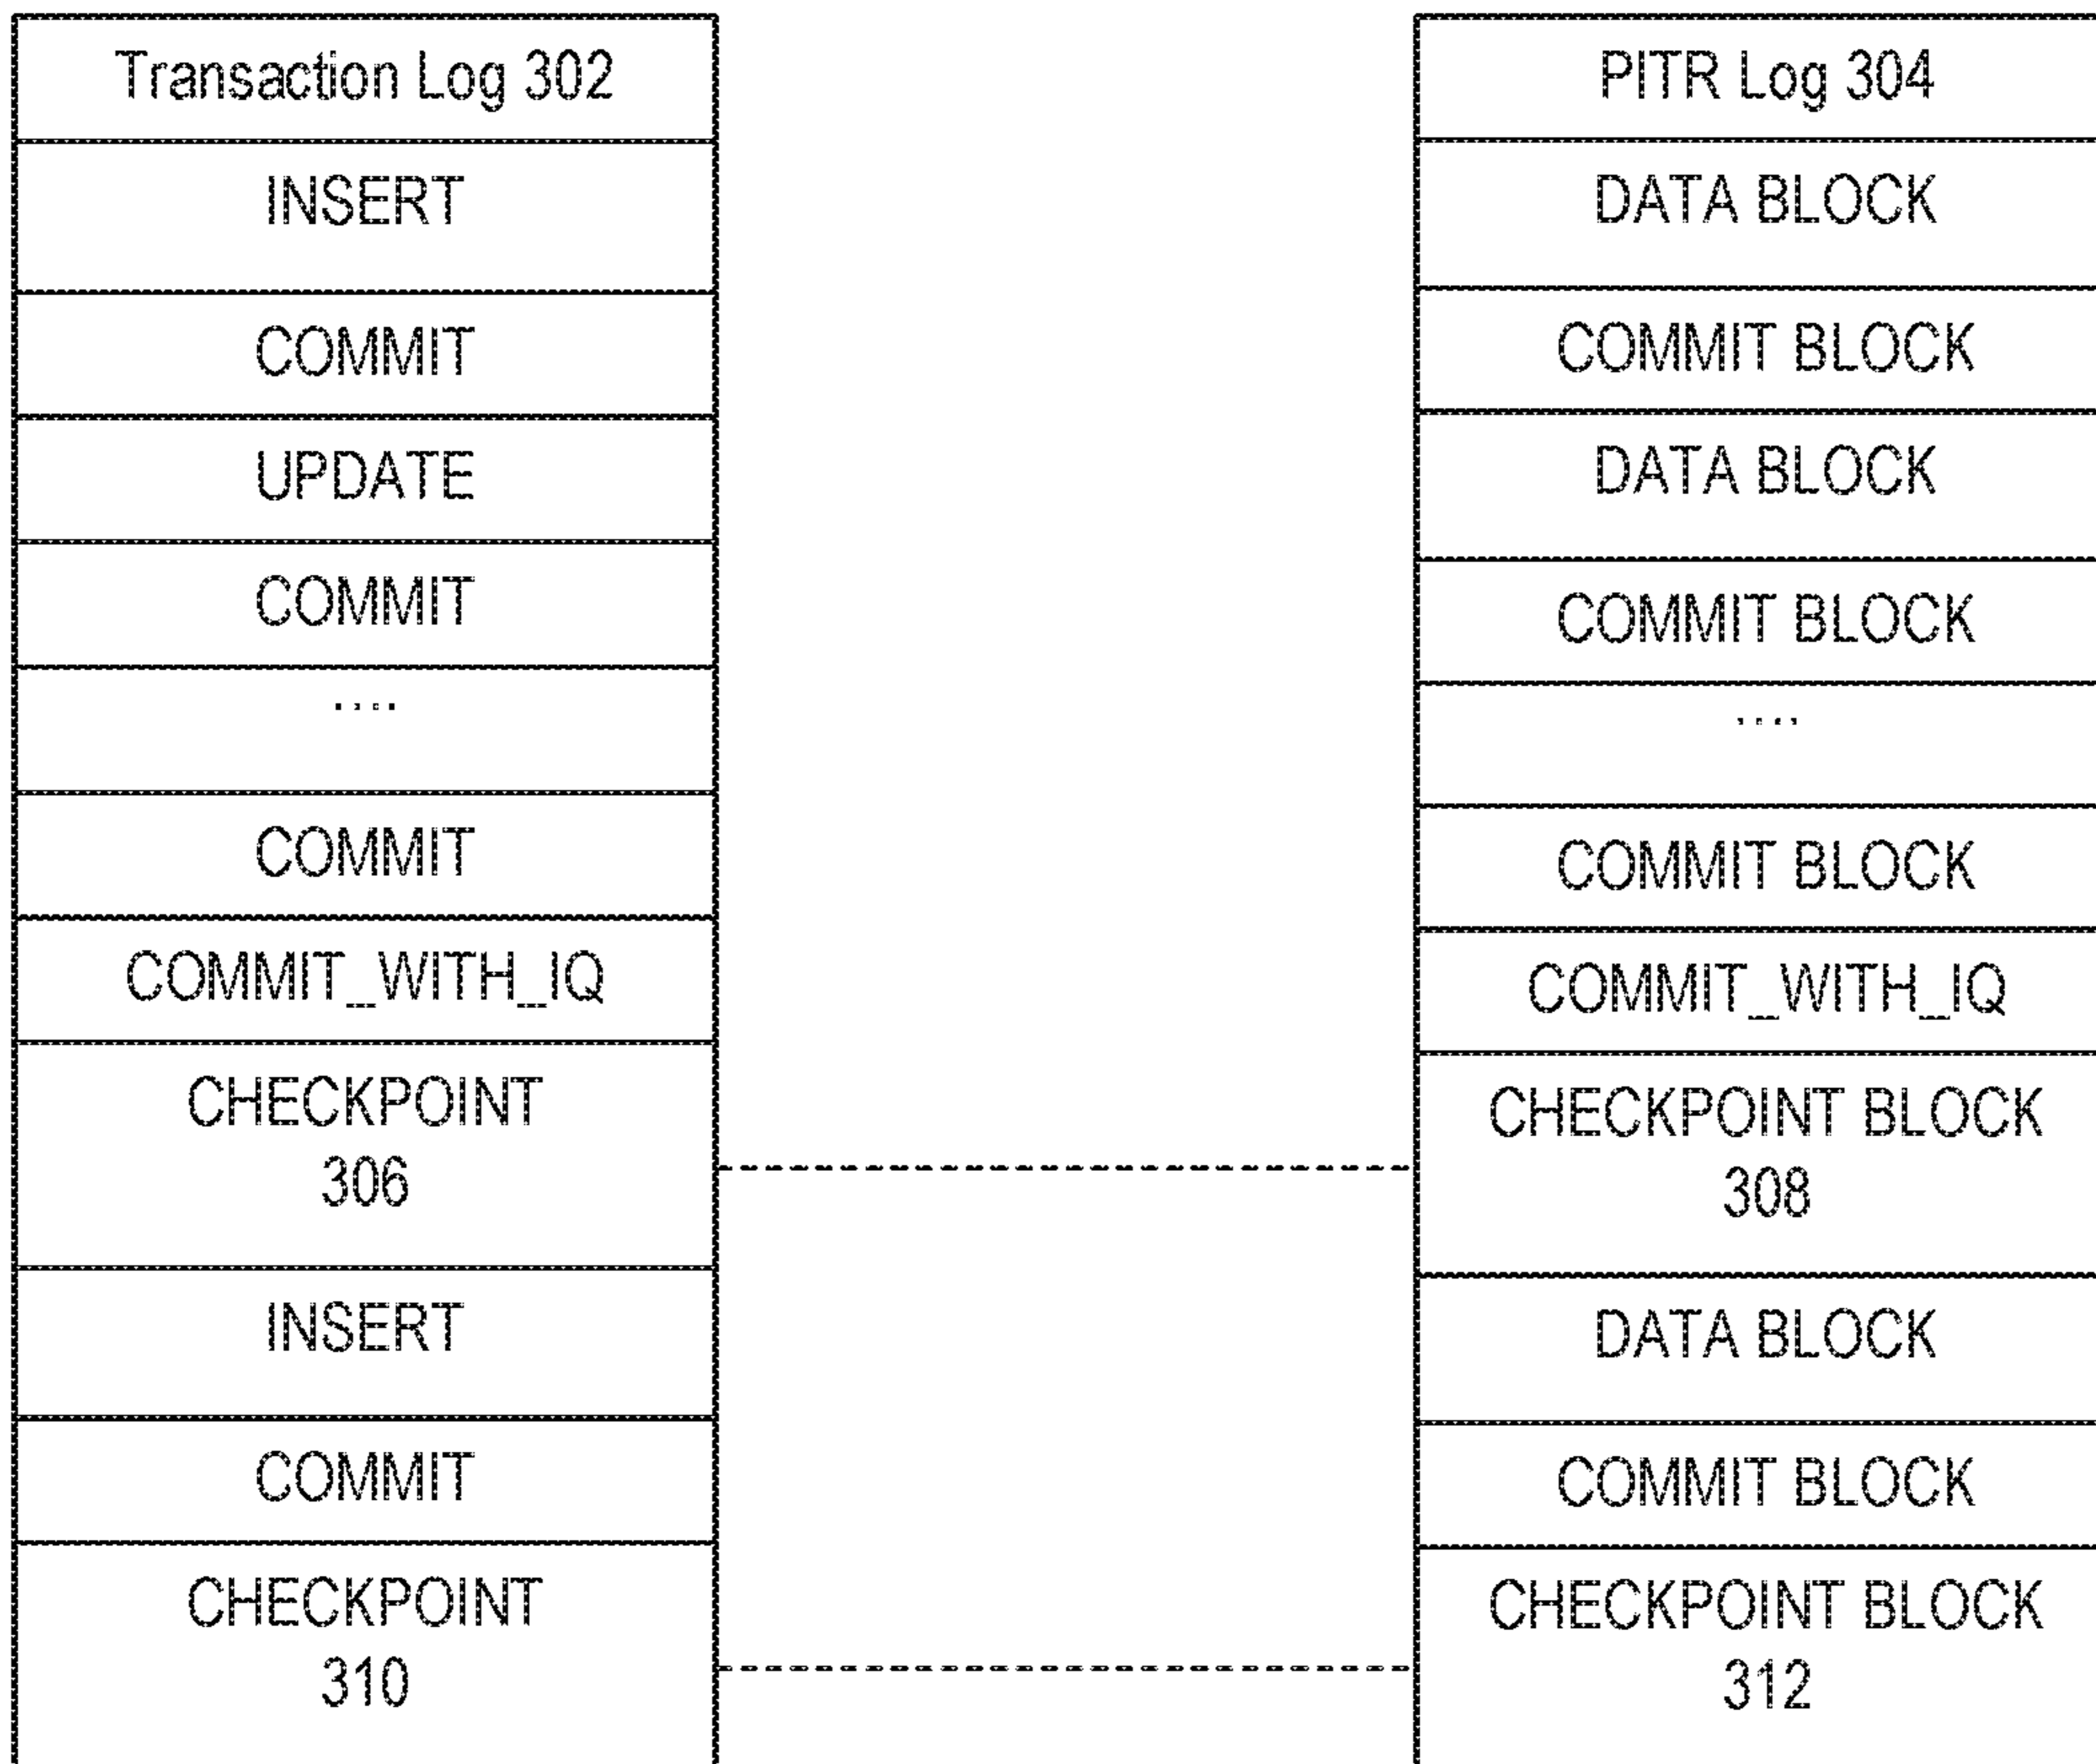 Transaction Log 302
INSERT
COMMIT
UPDATE
COMMIT
....
COMMIT
COMMIT_WITH_IQ
CHECKPOINT
306
INSERT
COMMIT
CHECKPOINT
310
PITR Log 304
DATA BLOCK
COMMIT BLOCK
DATA BLOCK
COMMIT BLOCK
....
COMMIT BLOCK
COMMIT_WITH_IQ
CHECKPOINT BLOCK
308
DATA BLOCK
COMMIT BLOCK
CHECKPOINT BLOCK
312